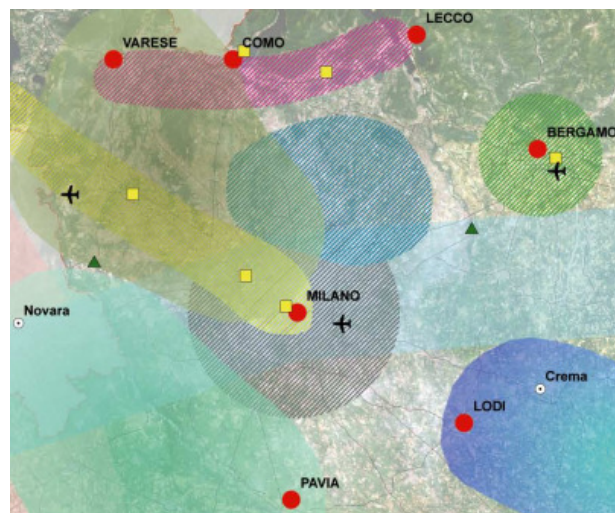 LECCO
VARESE
COMO
BERGAMO
MILANO
Novara
Crema
LODI
PAVIA